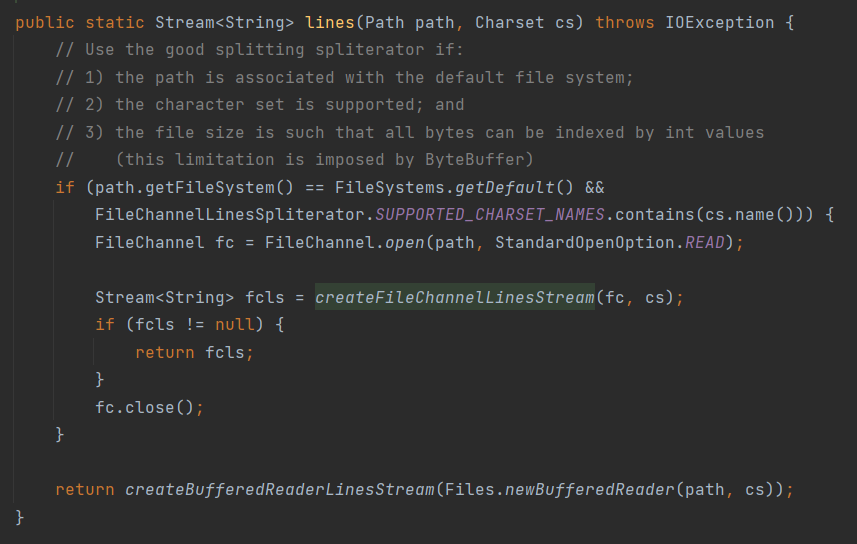 public static Stream<String> lines(Path path, Charset cs) throws IOException {
    // Use the good splitting spliterator if:
    // 1) the path is associated with the default file system;
    // 2) the character set is supported; and
    // 3) the file size is such that all bytes can be indexed by int values
    //    (this limitation is imposed by ByteBuffer)
    if (path.getFileSystem() == FileSystems.getDefault() &&
        FileChannelLinesSpliterator.SUPPORTED_CHARSET_NAMES.contains(cs.name())) {
        FileChannel fc = FileChannel.open(path, StandardOpenOption.READ);

        Stream<String> fcls = createFileChannelLinesStream(fc, cs);
        if (fcls != null) {
            return fcls;
        }
        fc.close();
    }

    return createBufferedReaderLinesStream(Files.newBufferedReader(path, cs));
}